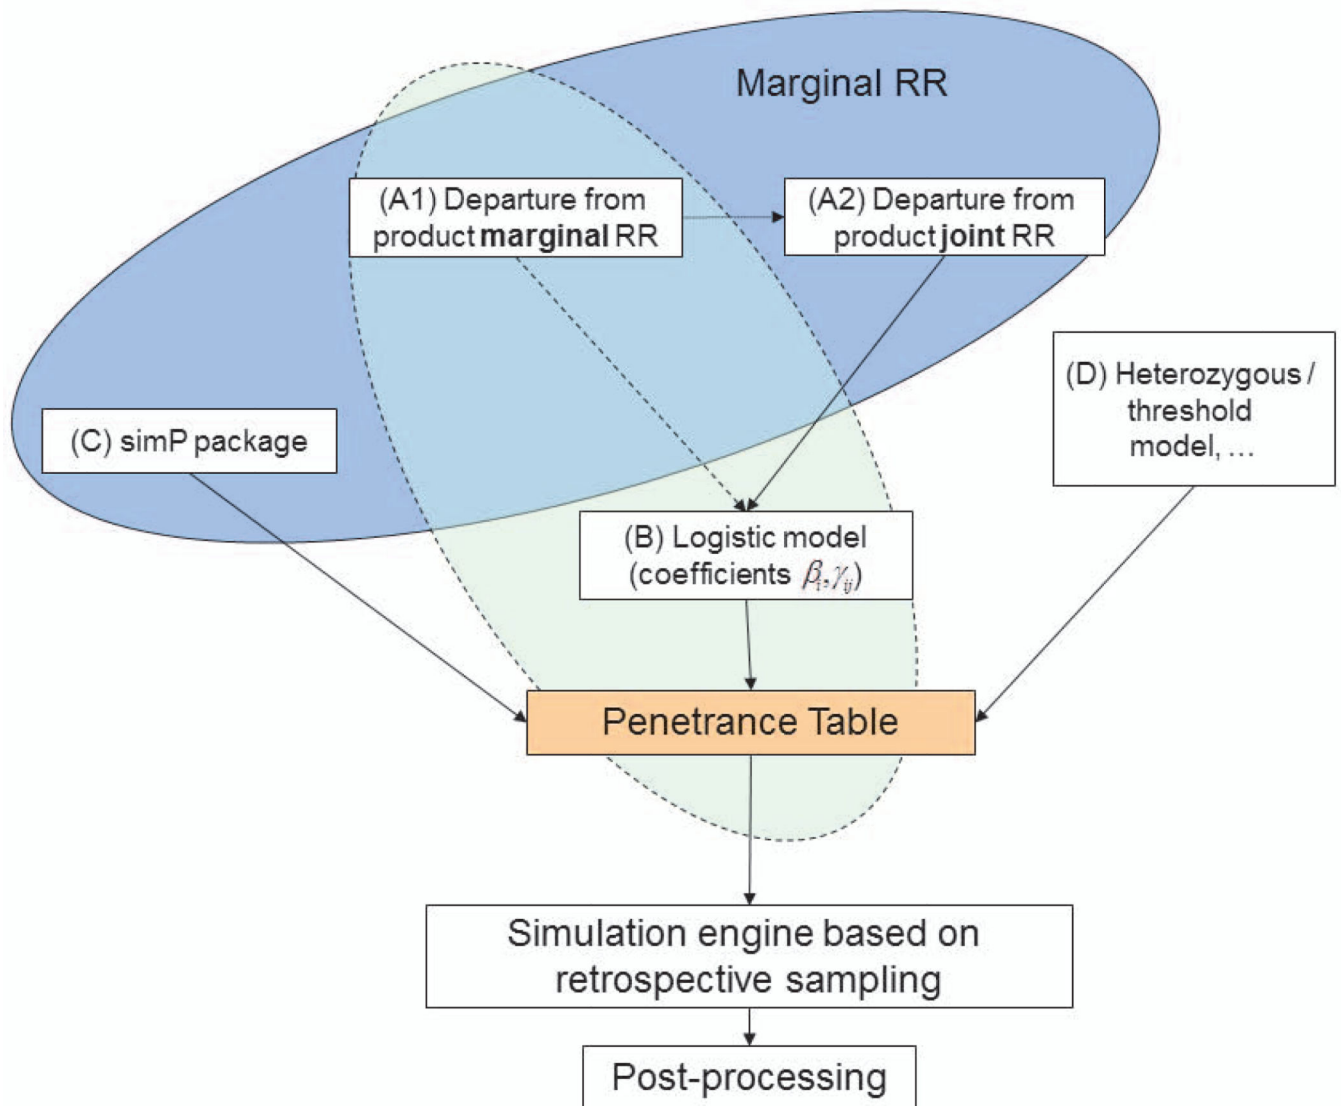 Marginal RR
(A1) Departure from
product marginal RR
(A2) Departure from
product joint RR
(D) Heterozygous /
threshold
model, ...
(C) simP package
(B) Logistic model
(coefficients βᵢ,γᵢⱼ)
Penetrance Table
Simulation engine based on
retrospective sampling
Post-processing